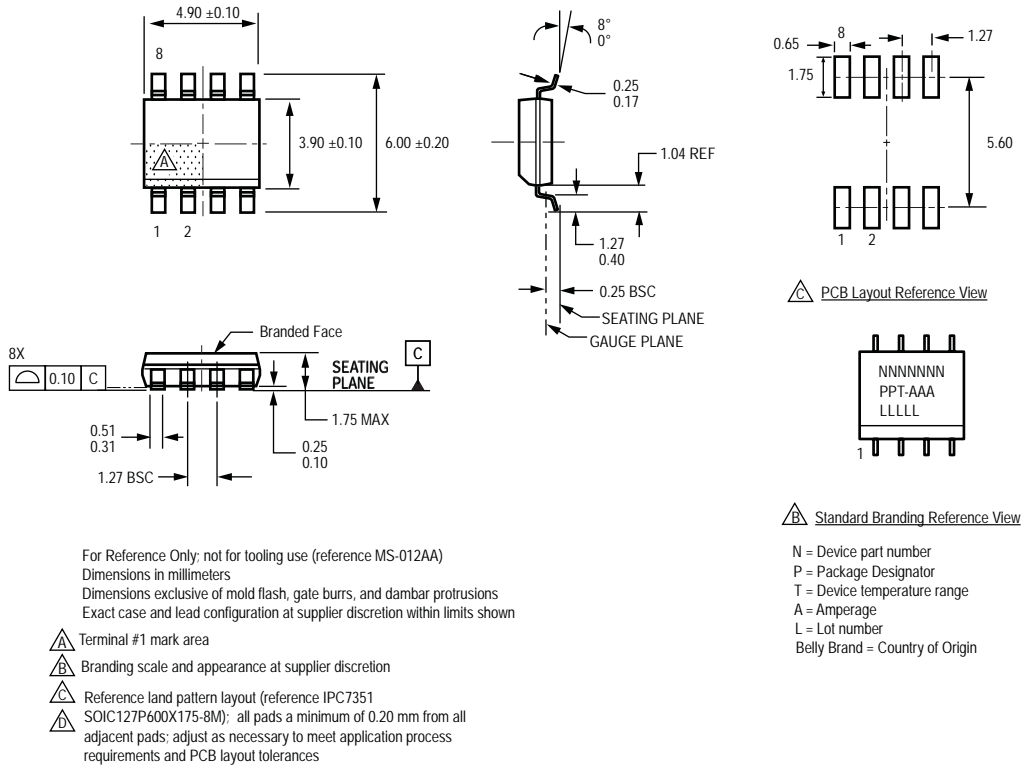 4.90 ±0.10
8
3.90 ±0.10
6.00 ±0.20
A
1 2
8°
0°
0.25
0.17
1.04 REF
1.27
0.40
0.25 BSC
SEATING PLANE
GAUGE PLANE
0.65
8
1.27
1.75
5.60
1 2
C PCB Layout Reference View
Branded Face
8X
0.10 C
SEATING
PLANE
C
1.75 MAX
0.51
0.31
0.25
0.10
1.27 BSC
NNNNNNN
PPT-AAA
LLLLL
1
B Standard Branding Reference View
N = Device part number
P = Package Designator
T = Device temperature range
A = Amperage
L = Lot number
Belly Brand = Country of Origin
For Reference Only; not for tooling use (reference MS-012AA)
Dimensions in millimeters
Dimensions exclusive of mold flash, gate burrs, and dambar protrusions
Exact case and lead configuration at supplier discretion within limits shown
A Terminal #1 mark area
B Branding scale and appearance at supplier discretion
C Reference land pattern layout (reference IPC7351
D SOIC127P600X175-8M); all pads a minimum of 0.20 mm from all
adjacent pads; adjust as necessary to meet application process
requirements and PCB layout tolerances